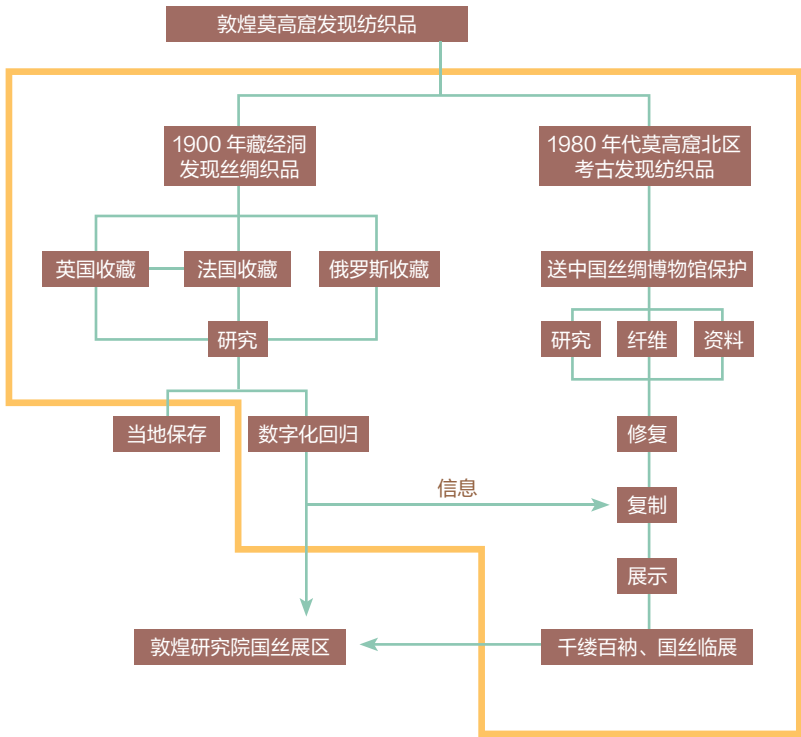 敦煌莫高窟发现纺织品
1900 年藏经洞
发现丝绸织品
1980 年代莫高窟北区
考古发现纺织品
英国收藏
法国收藏
俄罗斯收藏
送中国丝绸博物馆保护
研究
研究
纤维
资料
当地保存
数字化回归
修复
信息
复制
展示
敦煌研究院国丝展区
千缕百衲、国丝临展